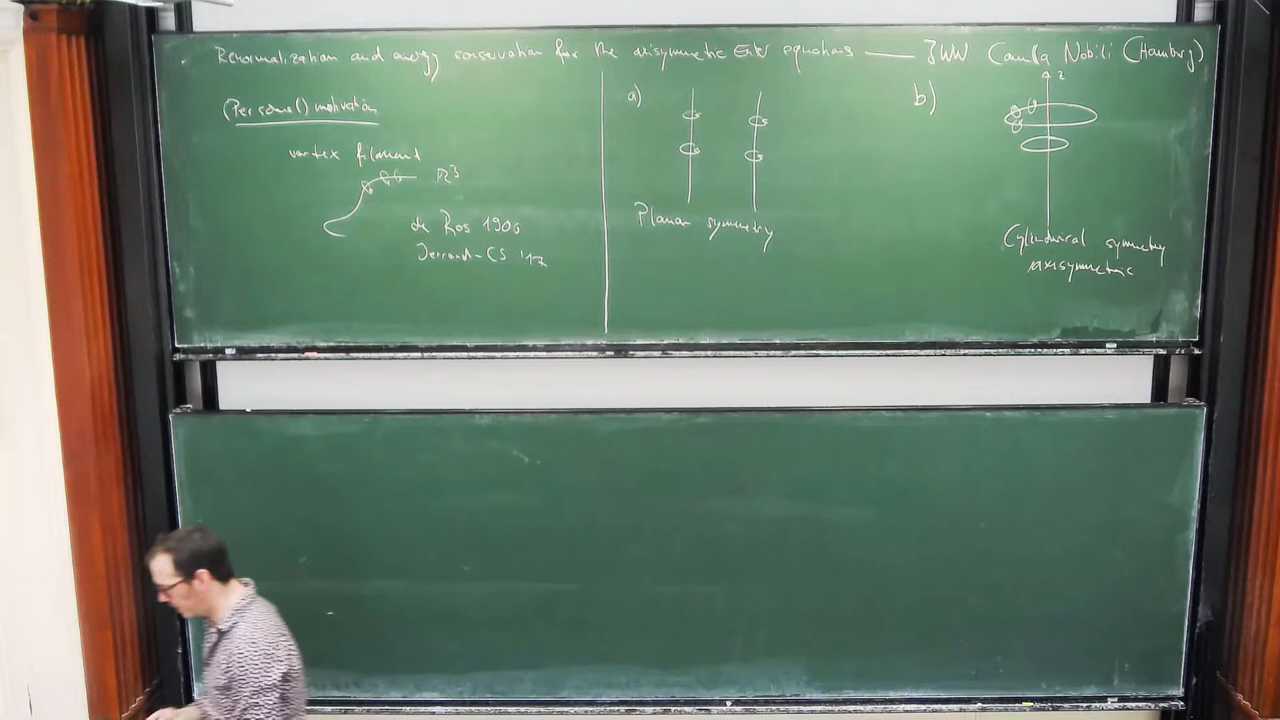 Renormalization and energy conservation for the axisymmetric Euler equations — JWW Camilla Nobili (Hamburg)
(Personal) motivation
vortex filament
R³
da Rios 1906
Jerrard-CS '17
a)
Planar symmetry
b)
z
Cylindrical symmetry
axisymmetric